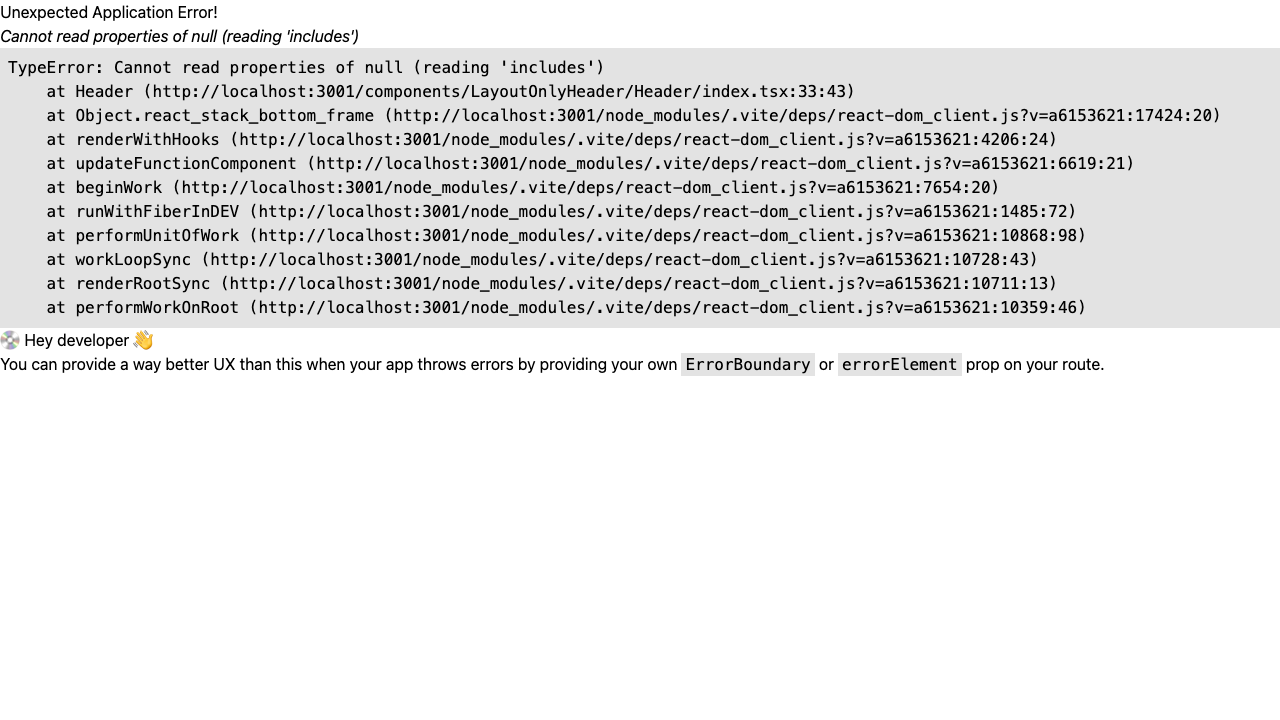 Unexpected Application Error!
Cannot read properties of null (reading 'includes')
TypeError: Cannot read properties of null (reading 'includes')
    at Header (http://localhost:3001/components/LayoutOnlyHeader/Header/index.tsx:33:43)
    at Object.react_stack_bottom_frame (http://localhost:3001/node_modules/.vite/deps/react-dom_client.js?v=a6153621:17424:20)
    at renderWithHooks (http://localhost:3001/node_modules/.vite/deps/react-dom_client.js?v=a6153621:4206:24)
    at updateFunctionComponent (http://localhost:3001/node_modules/.vite/deps/react-dom_client.js?v=a6153621:6619:21)
    at beginWork (http://localhost:3001/node_modules/.vite/deps/react-dom_client.js?v=a6153621:7654:20)
    at runWithFiberInDEV (http://localhost:3001/node_modules/.vite/deps/react-dom_client.js?v=a6153621:1485:72)
    at performUnitOfWork (http://localhost:3001/node_modules/.vite/deps/react-dom_client.js?v=a6153621:10868:98)
    at workLoopSync (http://localhost:3001/node_modules/.vite/deps/react-dom_client.js?v=a6153621:10728:43)
    at renderRootSync (http://localhost:3001/node_modules/.vite/deps/react-dom_client.js?v=a6153621:10711:13)
    at performWorkOnRoot (http://localhost:3001/node_modules/.vite/deps/react-dom_client.js?v=a6153621:10359:46)
💿 Hey developer 👋
You can provide a way better UX than this when your app throws errors by providing your own ErrorBoundary or errorElement prop on your route.